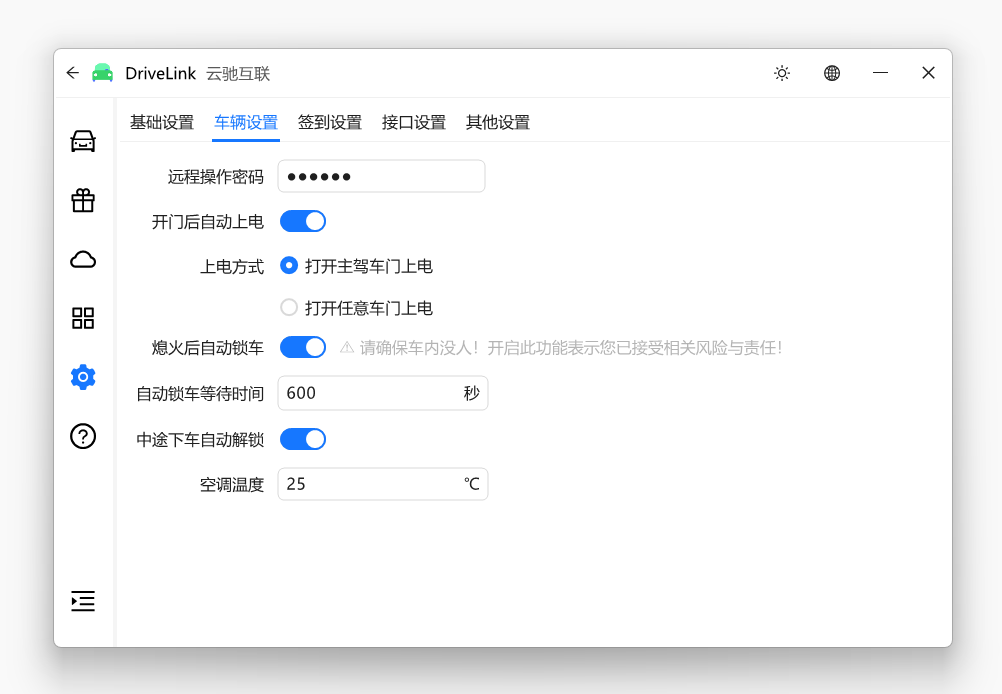 DriveLink 云驰互联
基础设置 车辆设置 签到设置 接口设置 其他设置
远程操作密码 ●●●●●●
开门后自动上电
上电方式 打开主驾车门上电
打开任意车门上电
熄火后自动锁车 ⚠ 请确保车内没人！开启此功能表示您已接受相关风险与责任！
自动锁车等待时间 600 秒
中途下车自动解锁
空调温度 25 ℃